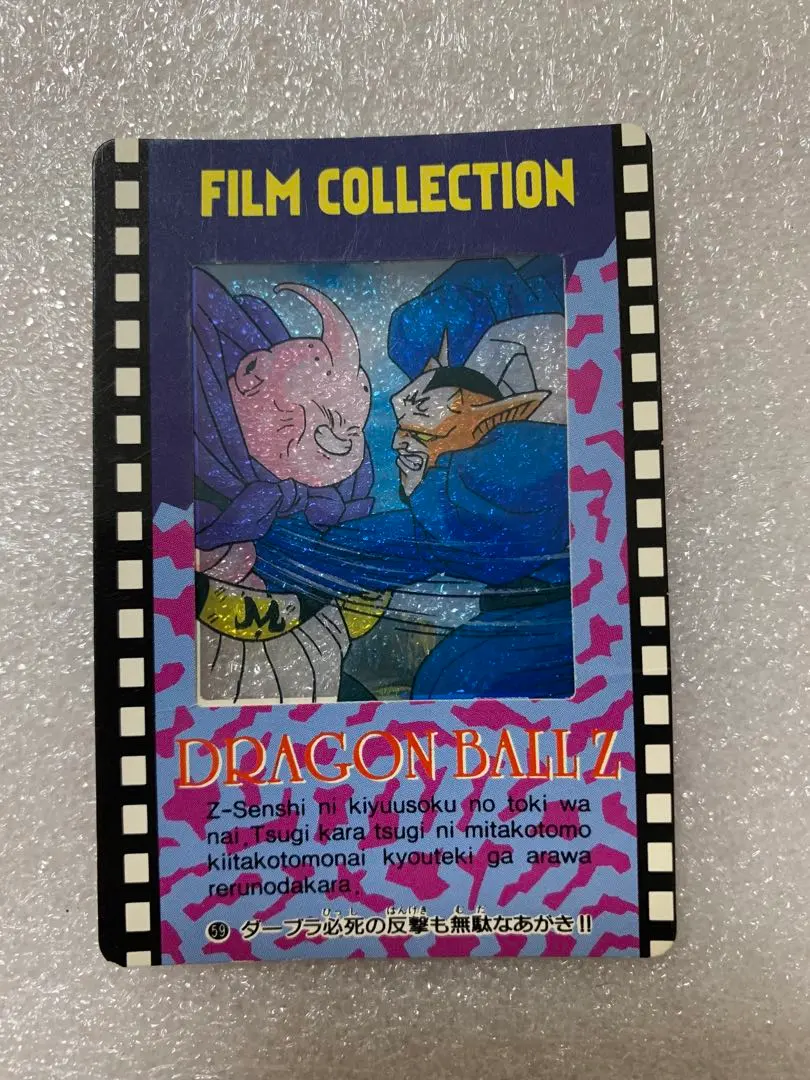 FILM COLLECTION
M
DRAGON BALL Z
Z-Senshi ni kiyuusoku no toki wa
nai.Tsugi kara tsugi ni mitakotomo
kiitakotomonai kyouteki ga arawa
rerunodakara.
59 ダーブラ必死の反撃も無駄なあがき!!